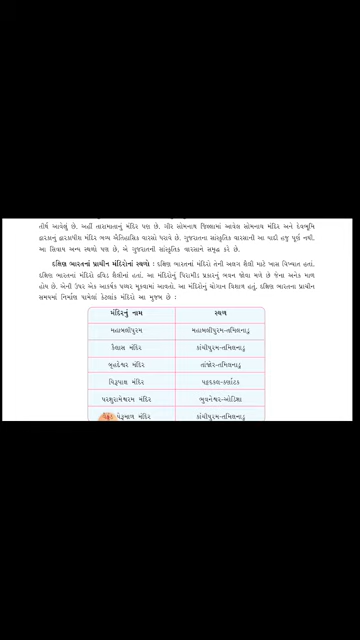 તીર્થ આવેલું છે. અહીં તારામાતાનું મંદિર પણ છે. ગીર સોમનાથ જિલ્લામાં આવેલ સોમનાથ મંદિર અને દેવભૂમિ
દ્વારકાનું દ્વારકાધીશ મંદિર ભવ્ય ઐતિહાસિક વારસો ધરાવે છે. ગુજરાતના સાંસ્કૃતિક વારસાની આ યાદી હજુ પૂર્ણ નથી.
આ સિવાય અન્ય સ્થળો પણ છે, એ ગુજરાતની સાંસ્કૃતિક વારસાને સમૃદ્ધ કરે છે.
દક્ષિણ ભારતનાં પ્રાચીન મંદિરોનાં સ્થળો : દક્ષિણ ભારતનાં મંદિરો તેની અલગ શૈલી માટે ખાસ વિખ્યાત હતાં.
દક્ષિણ ભારતનાં મંદિરો દ્રવિડ શૈલીનાં હતાં. આ મંદિરોનું પિરામીડ પ્રકારનું ભવન જોવા મળે છે જેના અનેક માળ
હોય છે. એની ઉપર એક આકર્ષક પથ્થર મૂકવામાં આવતો. આ મંદિરોનું યોગાન વિશાળ હતું. દક્ષિણ ભારતના પ્રાચીન
સમયમાં નિર્માણ પામેલાં કેટલાંક મંદિરો આ મુજબ છે :
મંદિરનું નામ સ્થળ
મહાબલીપુરમ મહાબલીપુરમ-તમિલનાડુ
કૈલાસ મંદિર કાંચીપુરમ-તમિલનાડુ
બૃહદેશ્વર મંદિર તાંજોર-તમિલનાડુ
વિરૂપાક્ષ મંદિર પટ્ટદકલ-કર્ણાટક
પરશુરામેશ્વરમ મંદિર ભુવનેશ્વર-ઓડિશા
પેરૂમાળ મંદિર કાંચીપુરમ-તમિલનાડુ